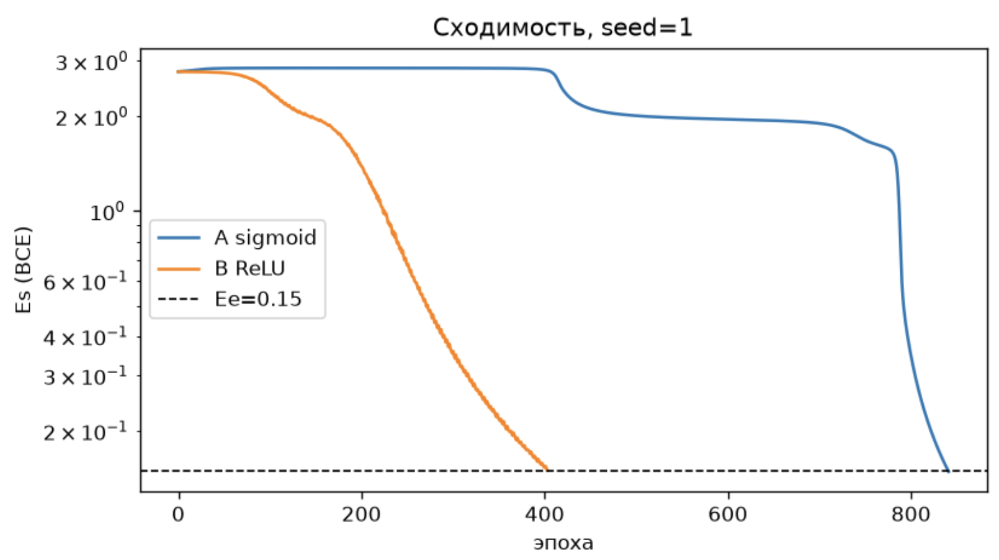 Сходимость, seed=1
Es (BCE)
3 × 10⁰
2 × 10⁰
10⁰
6 × 10⁻¹
4 × 10⁻¹
3 × 10⁻¹
2 × 10⁻¹
A sigmoid
B ReLU
Ee=0.15
0 200 400 600 800
эпоха